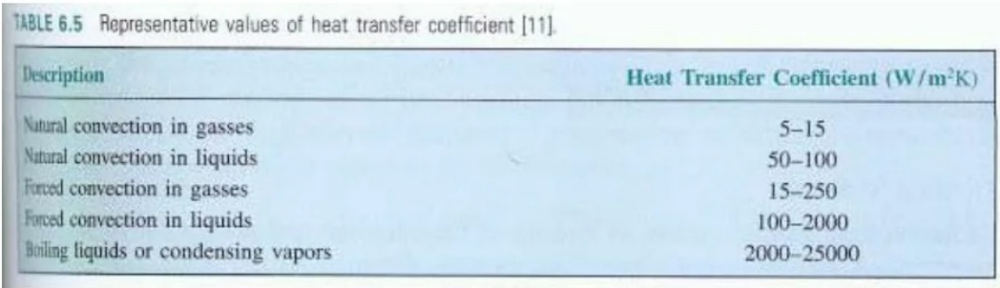 TABLE 6.5 Representative values of heat transfer coefficient [11].
Description Heat Transfer Coefficient (W/m²K)
Natural convection in gasses 5–15
Natural convection in liquids 50–100
Forced convection in gasses 15–250
Forced convection in liquids 100–2000
Boiling liquids or condensing vapors 2000–25000